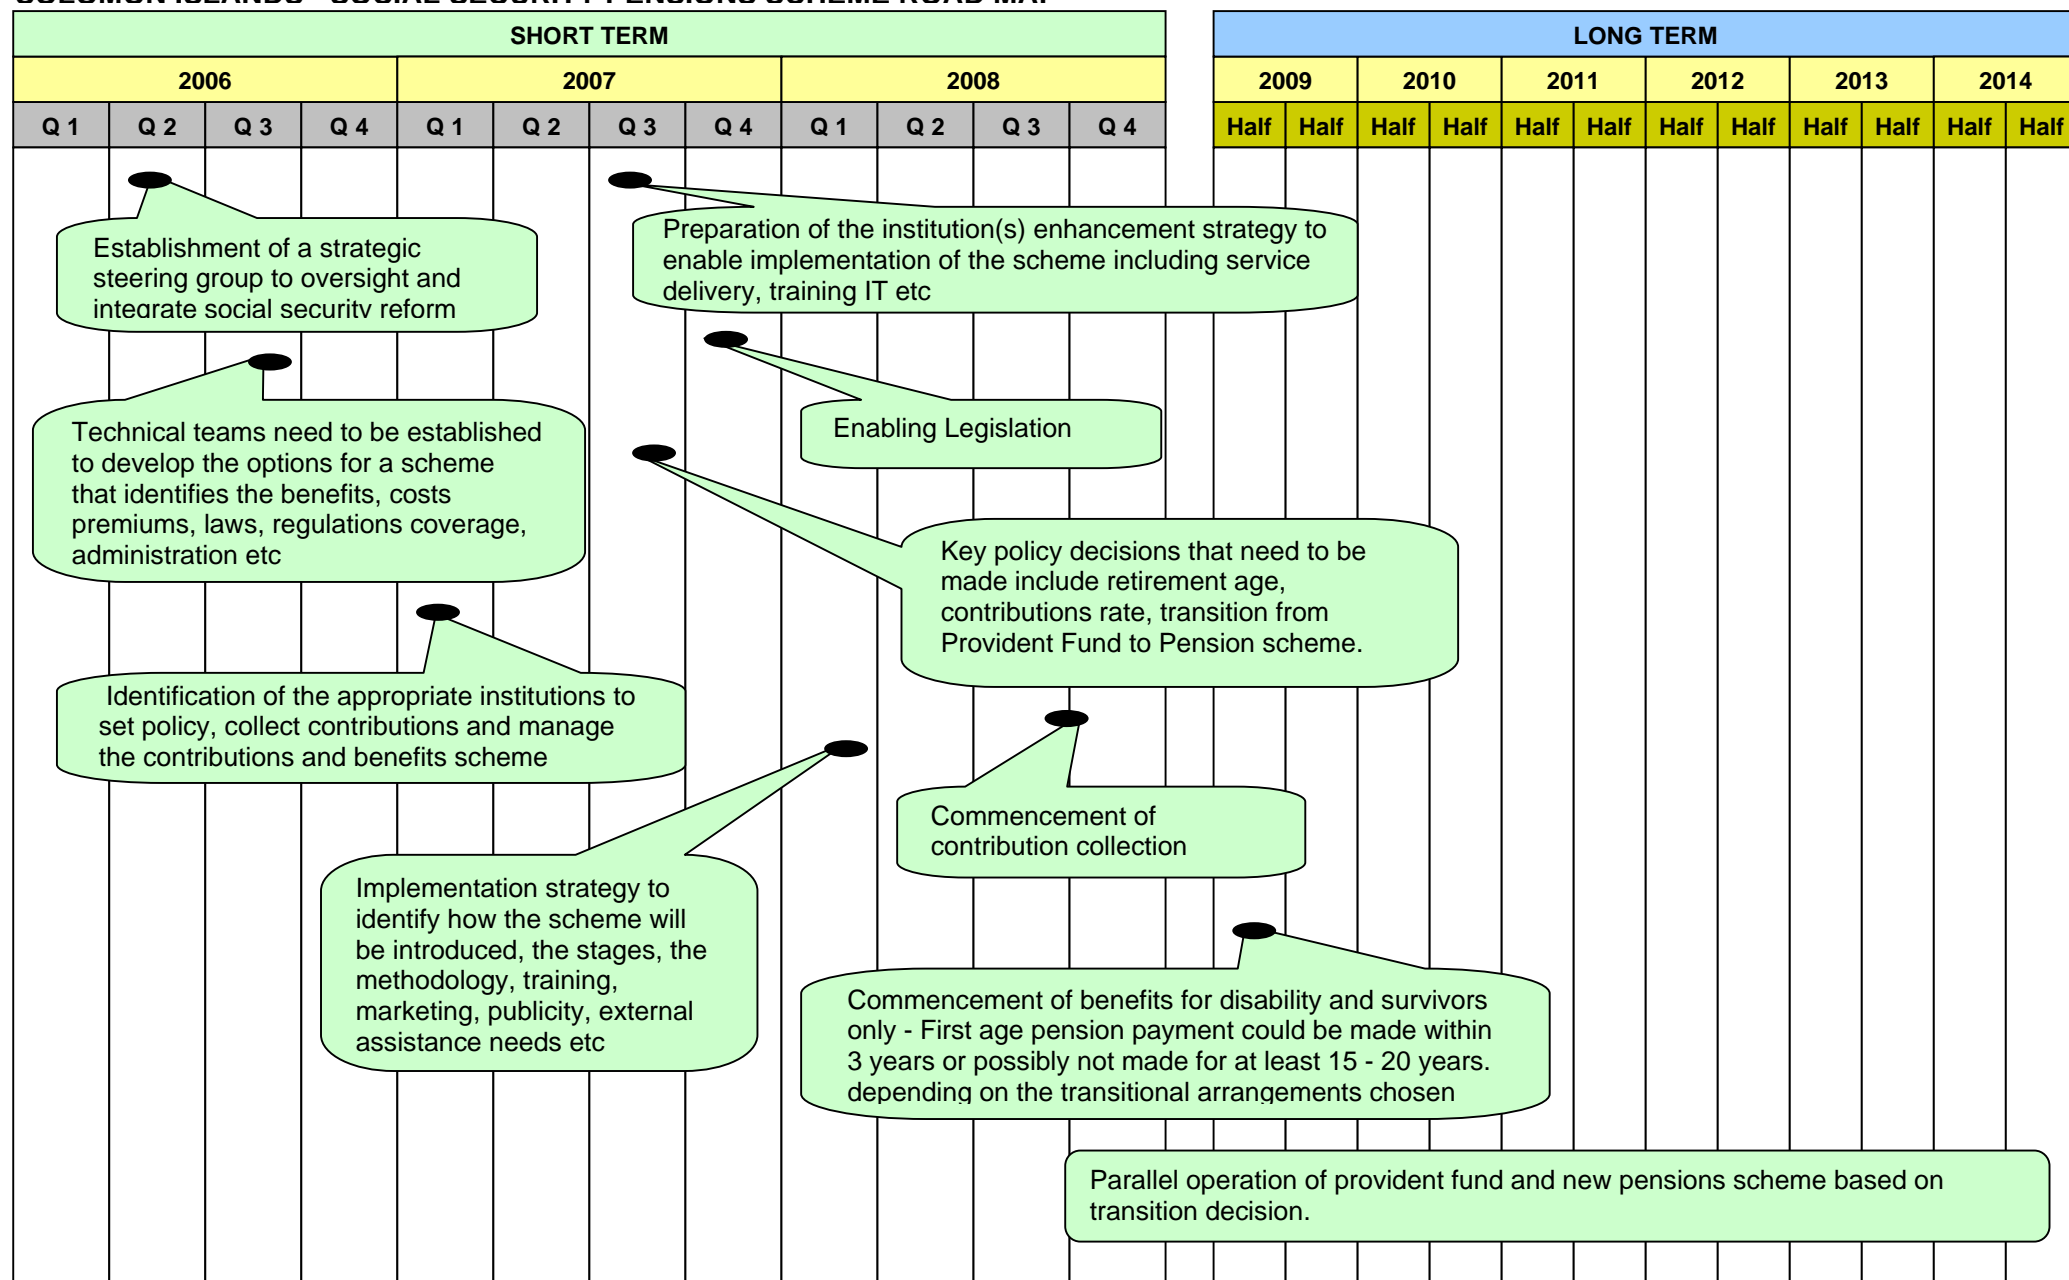 SOLOMON ISLANDS - SOCIAL SECURITY PENSIONS SCHEME ROAD MAP
SHORT TERM
LONG TERM
2006 2007 2008
2009 2010 2011 2012 2013 2014
Q 1 Q 2 Q 3 Q 4 Q 1 Q 2 Q 3 Q 4 Q 1 Q 2 Q 3 Q 4
Half Half Half Half Half Half Half Half Half Half Half Half
Establishment of a strategic
steering group to oversight and
integrate social security reform
Preparation of the institution(s) enhancement strategy to
enable implementation of the scheme including service
delivery, training IT etc
Enabling Legislation
Technical teams need to be established
to develop the options for a scheme
that identifies the benefits, costs
premiums, laws, regulations coverage,
administration etc
Key policy decisions that need to be
made include retirement age,
contributions rate, transition from
Provident Fund to Pension scheme.
Identification of the appropriate institutions to
set policy, collect contributions and manage
the contributions and benefits scheme
Commencement of
contribution collection
Implementation strategy to
identify how the scheme will
be introduced, the stages, the
methodology, training,
marketing, publicity, external
assistance needs etc
Commencement of benefits for disability and survivors
only - First age pension payment could be made within
3 years or possibly not made for at least 15 - 20 years.
depending on the transitional arrangements chosen
Parallel operation of provident fund and new pensions scheme based on
transition decision.